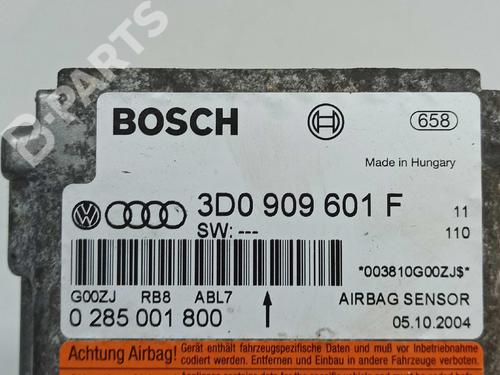 B-PARTS
BOSCH
658
Made in Hungary
3D0 909 601 F
11
SW: ---
110
*003810G00ZJ$*
G00ZJ RB8 ABL7
AIRBAG SENSOR
0 285 001 800
05.10.2004
Achtung Airbag!
Gerät enthält fahrzeugspezifische Daten und muß vor Inbetriebnahme
codiert werden. Entfernen und Einbau in andere Fahrzeuge verboten.